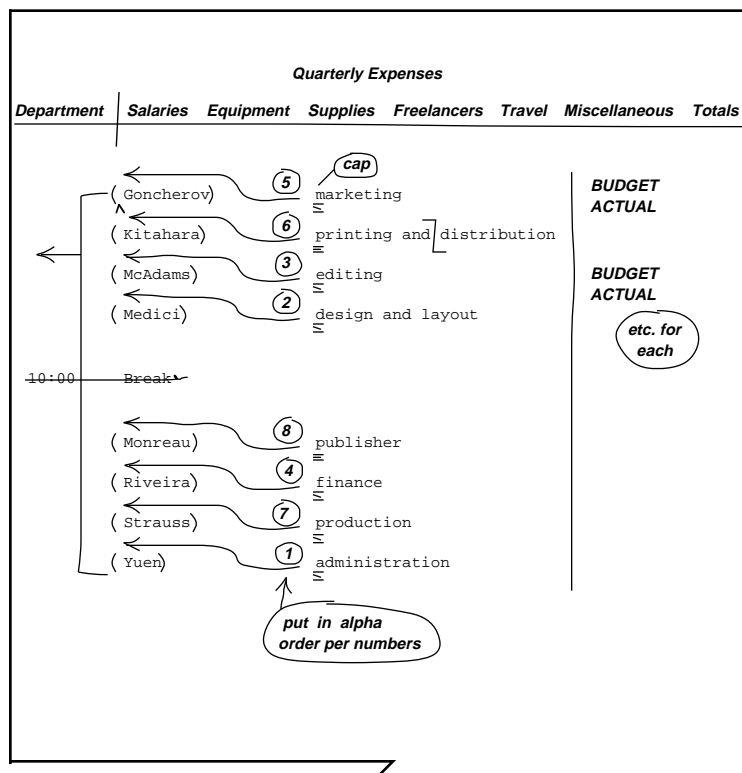 Quarterly Expenses
Department Salaries Equipment Supplies Freelancers Travel Miscellaneous Totals
cap
(Goncherov) 5 marketing BUDGET
ACTUAL
(Kitahara) 6 printing and distribution
(McAdams) 3 editing BUDGET
ACTUAL
(Medici) 2 design and layout
etc. for
each
10:00 Break
(Monreau) 8 publisher
(Riveira) 4 finance
(Strauss) 7 production
(Yuen) 1 administration
put in alpha
order per numbers